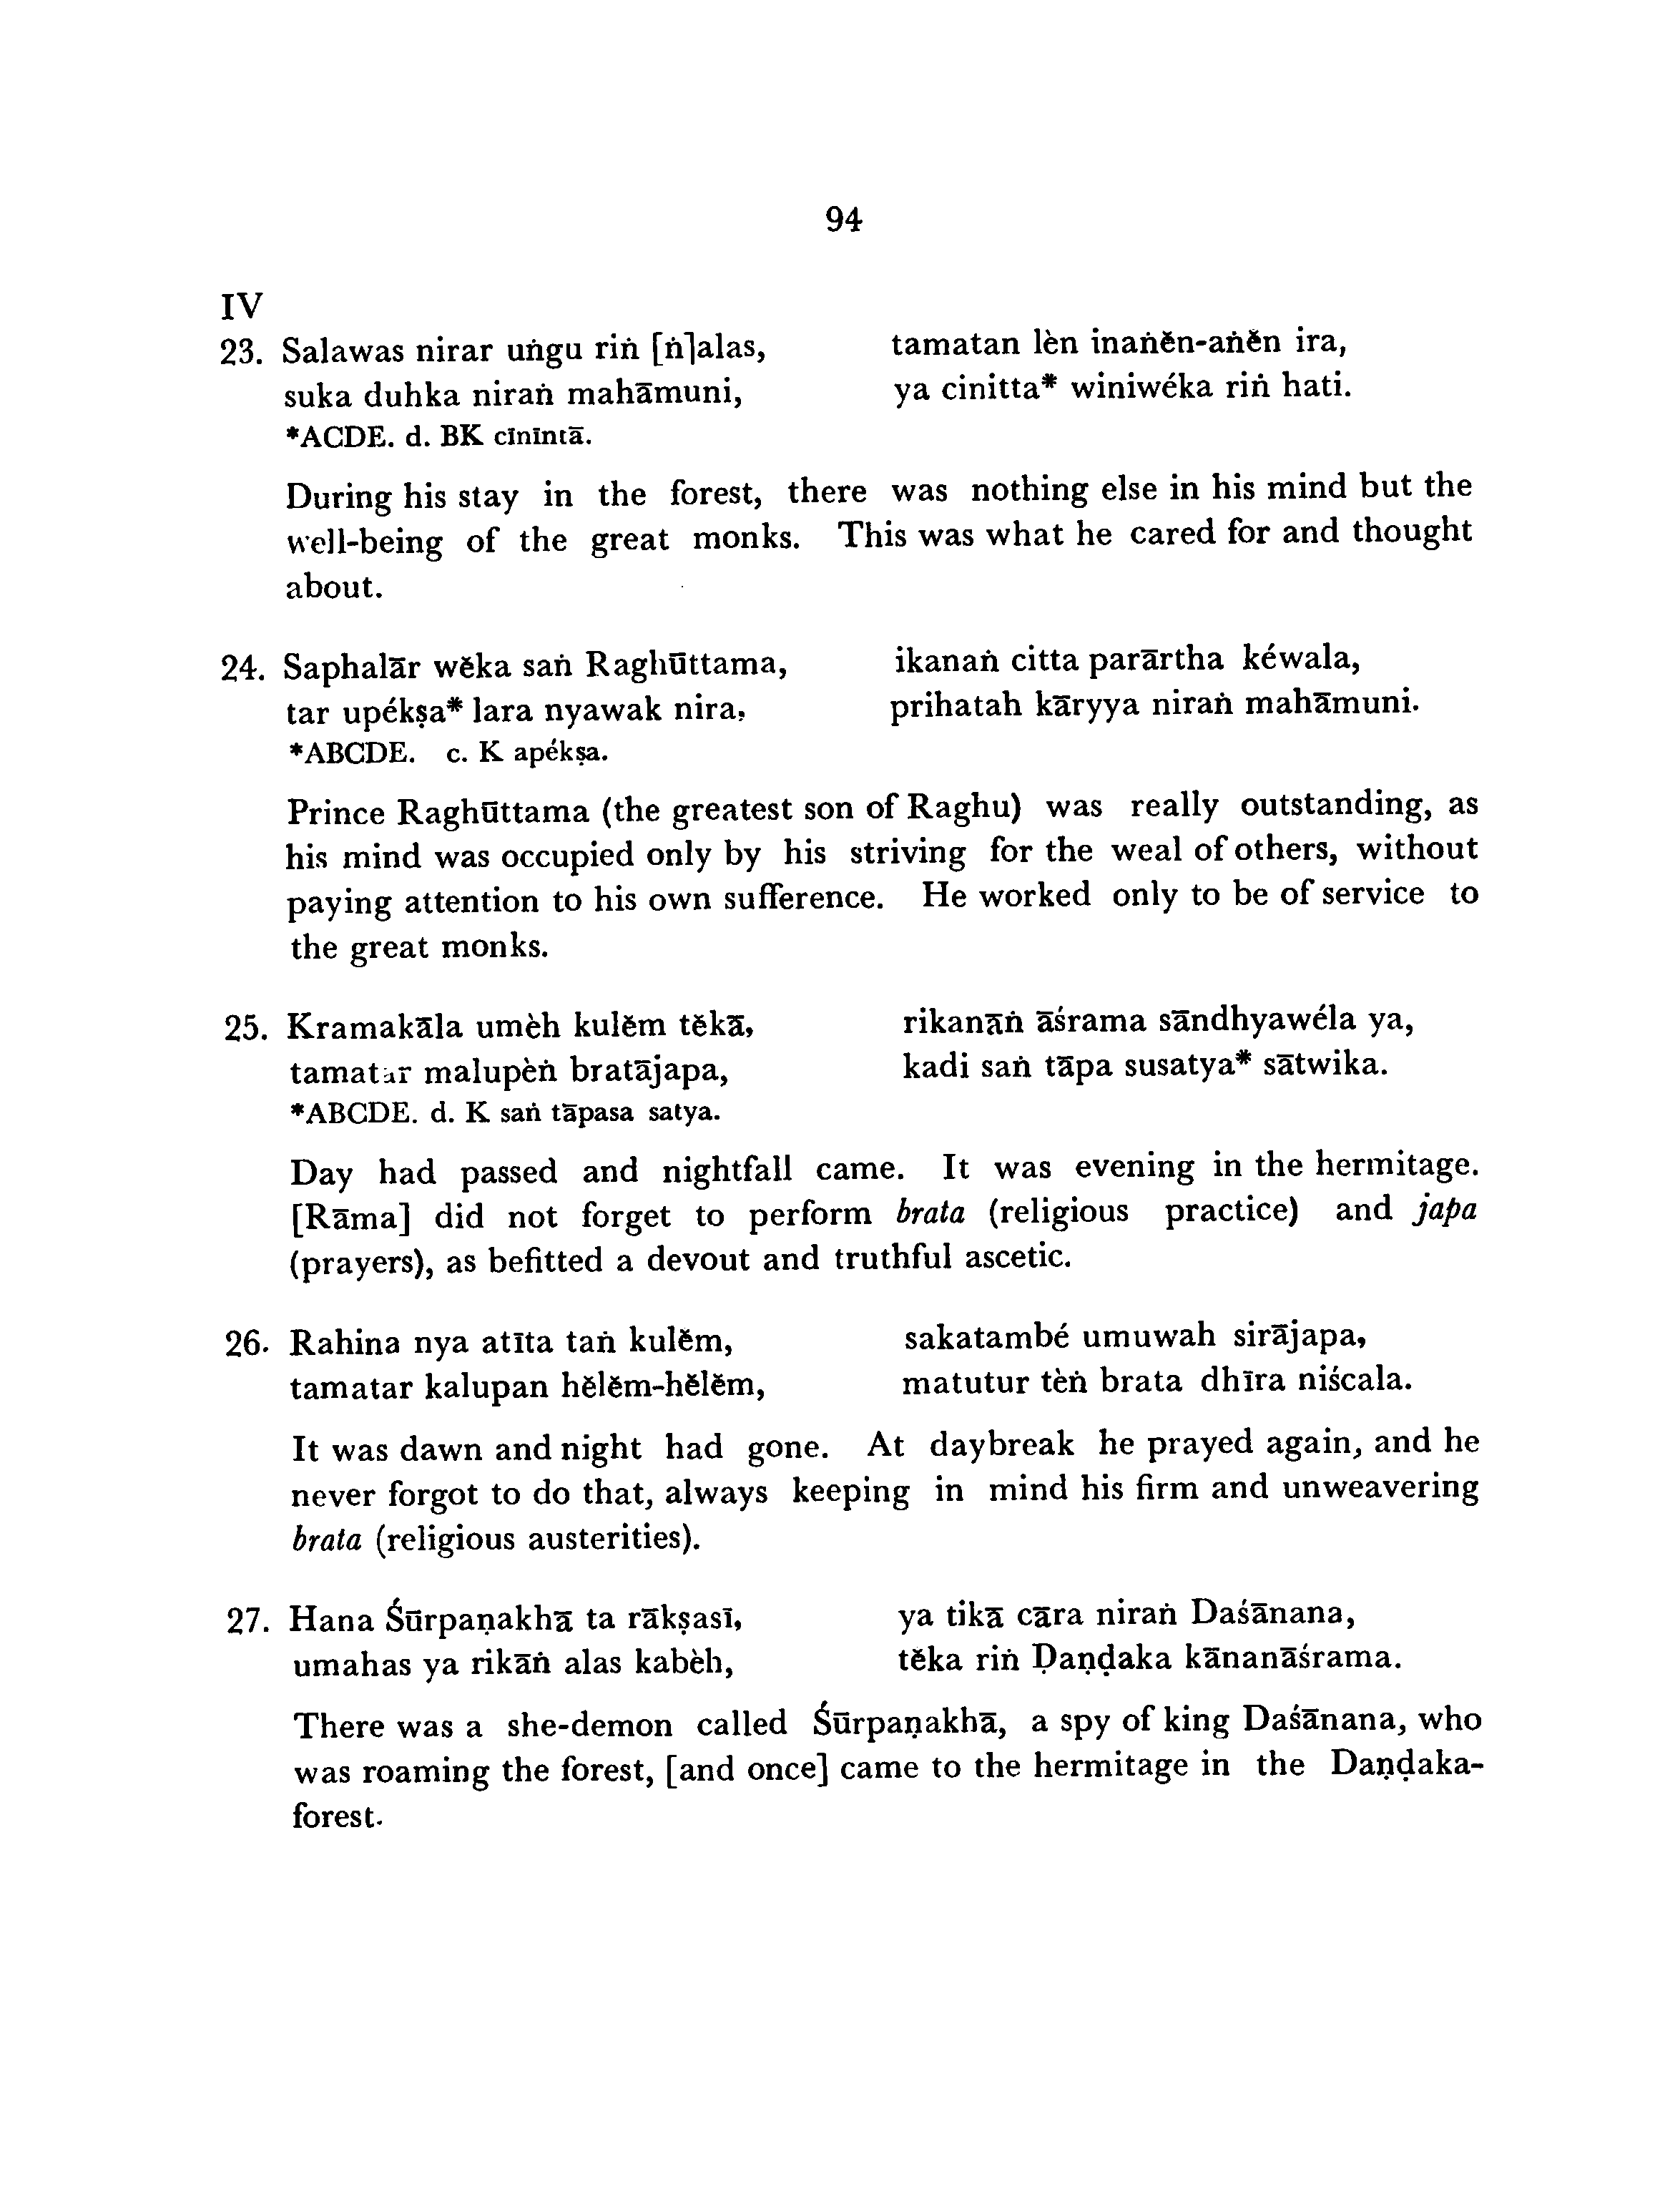 94
IV
23. Salawas nirar uṅgu riṅ [ṅ]alas, tamatan lèn inaṅĕn-aṅĕn ira,
suka duhka niraṅ mahāmuni, ya cinitta* winiwéka riṅ hati.
*ACDE. d. BK cīnīntā.
During his stay in the forest, there was nothing else in his mind but the
well-being of the great monks. This was what he cared for and thought
about.
24. Saphalār wĕka saṅ Raghūttama, ikanaṅ citta parārtha kéwala,
tar upékṣa* lara nyawak nira, prihatah kāryya niraṅ mahāmuni.
*ABCDE. c. K apékṣa.
Prince Raghūttama (the greatest son of Raghu) was really outstanding, as
his mind was occupied only by his striving for the weal of others, without
paying attention to his own sufference. He worked only to be of service to
the great monks.
25. Kramakāla umèh kulĕm tĕkā, rikanāṅ āśrama sāndhyawéla ya,
tamatar malupèṅ bratājapa, kadi saṅ tāpa susatya* sātwika.
*ABCDE. d. K saṅ tāpasa satya.
Day had passed and nightfall came. It was evening in the hermitage.
[Rāma] did not forget to perform brata (religious practice) and japa
(prayers), as befitted a devout and truthful ascetic.
26. Rahina nya atīta taṅ kulĕm, sakatambé umuwah sirājapa,
tamatar kalupan hĕlĕm-hĕlĕm, matutur tèṅ brata dhīra niścala.
It was dawn and night had gone. At daybreak he prayed again, and he
never forgot to do that, always keeping in mind his firm and unweavering
brata (religious austerities).
27. Hana Śūrpaṇakhā ta rākṣasī, ya tikā cāra niraṅ Daśānana,
umahas ya rikāṅ alas kabèh, tĕka riṅ Ḍaṇḍaka kānanāśrama.
There was a she-demon called Śūrpaṇakhā, a spy of king Daśānana, who
was roaming the forest, [and once] came to the hermitage in the Daṇḍaka-
forest.